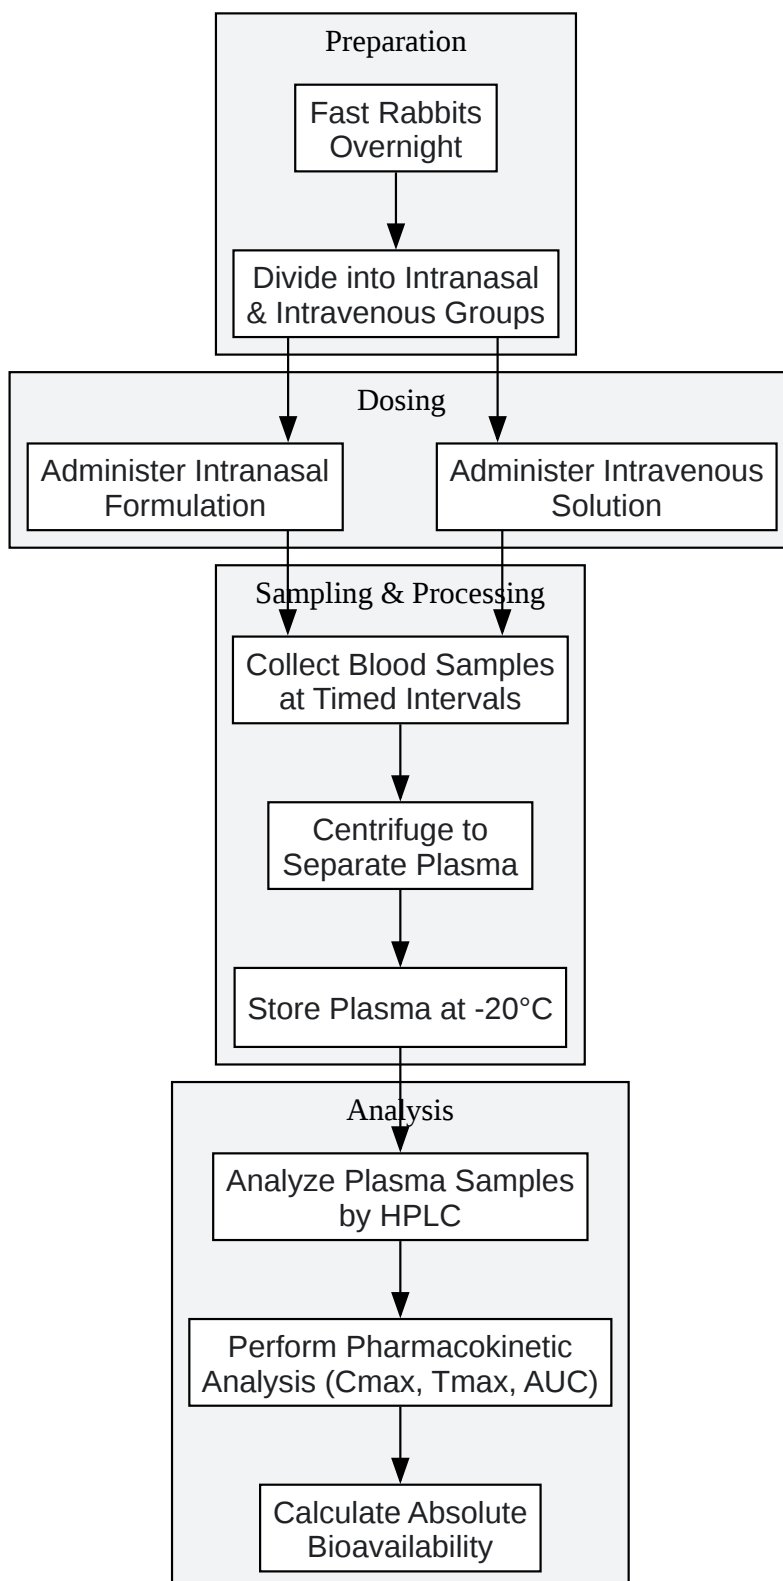 Preparation
Fast Rabbits
Overnight
Divide into Intranasal
& Intravenous Groups
Dosing
Administer Intranasal
Formulation
Administer Intravenous
Solution
Sampling & Processing
Collect Blood Samples
at Timed Intervals
Centrifuge to
Separate Plasma
Store Plasma at -20°C
Analysis
Analyze Plasma Samples
by HPLC
Perform Pharmacokinetic
Analysis (Cmax, Tmax, AUC)
Calculate Absolute
Bioavailability